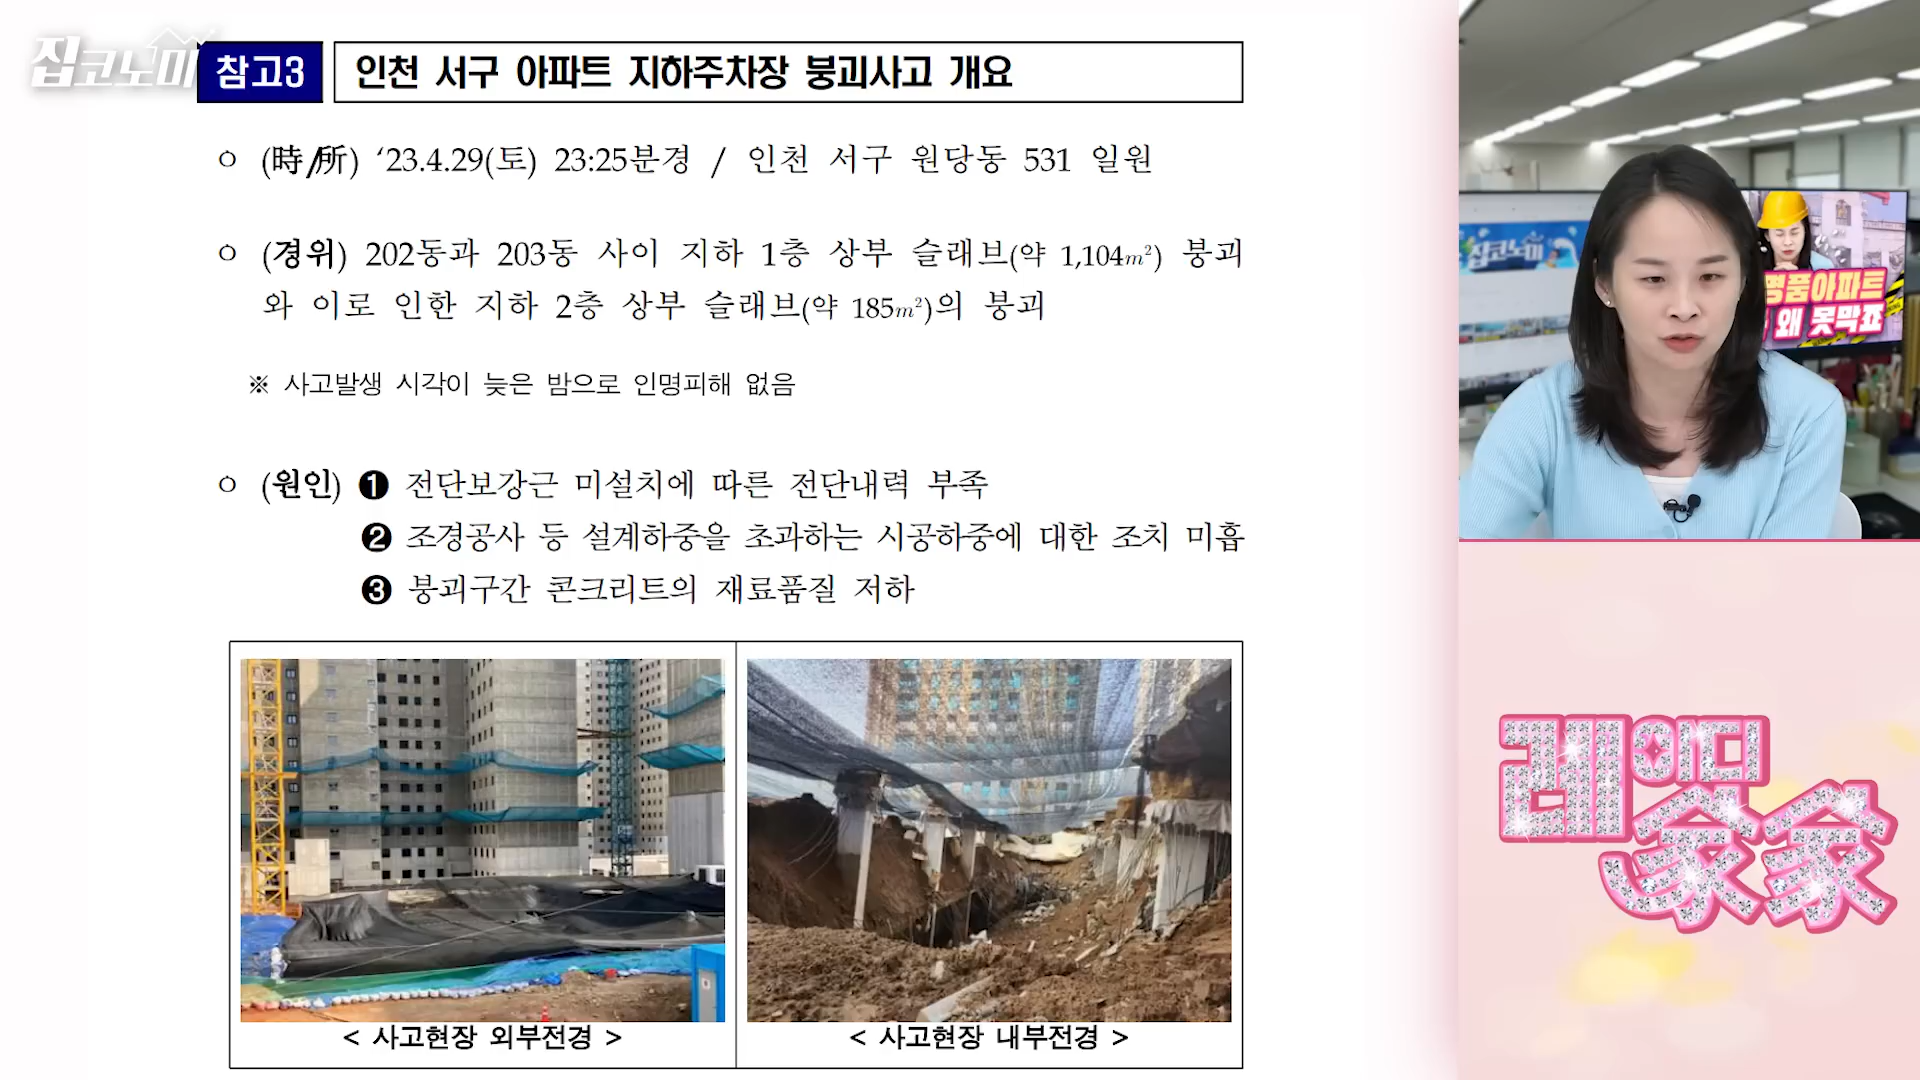 집코노미
참고3
인천 서구 아파트 지하주차장 붕괴사고 개요
ㅇ (時/所) ‘23.4.29(토) 23:25분경 / 인천 서구 원당동 531 일원
ㅇ (경위) 202동과 203동 사이 지하 1층 상부 슬래브(약 1,104m²) 붕괴
와 이로 인한 지하 2층 상부 슬래브(약 185m²)의 붕괴
※ 사고발생 시각이 늦은 밤으로 인명피해 없음
ㅇ (원인) ❶ 전단보강근 미설치에 따른 전단내력 부족
❷ 조경공사 등 설계하중을 초과하는 시공하중에 대한 조치 미흡
❸ 붕괴구간 콘크리트의 재료품질 저하
< 사고현장 외부전경 >
< 사고현장 내부전경 >
집코노미
명품아파트
왜 못막죠
레이디
家家